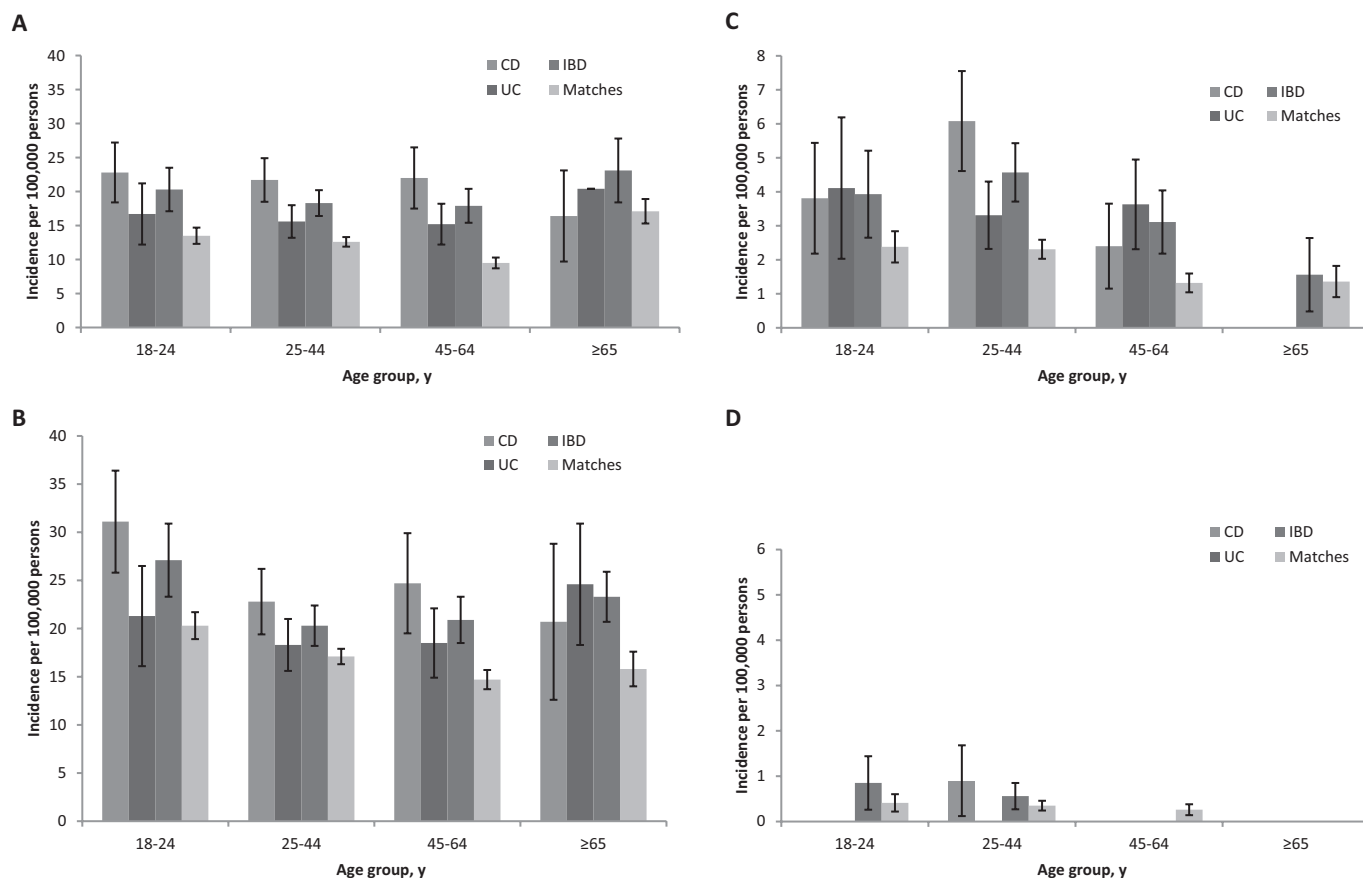 A
Incidence per 100,000 persons
40
35
30
25
20
15
10
5
0
CD IBD
UC Matches
18-24 25-44 45-64 ≥65
Age group, y
C
Incidence per 100,000 persons
8
7
6
5
4
3
2
1
0
CD IBD
UC Matches
18-24 25-44 45-64 ≥65
Age group, y
B
Incidence per 100,000 persons
40
35
30
25
20
15
10
5
0
CD IBD
UC Matches
18-24 25-44 45-64 ≥65
Age group, y
D
Incidence per 100,000 persons
6
5
4
3
2
1
0
CD IBD
UC Matches
18-24 25-44 45-64 ≥65
Age group, y